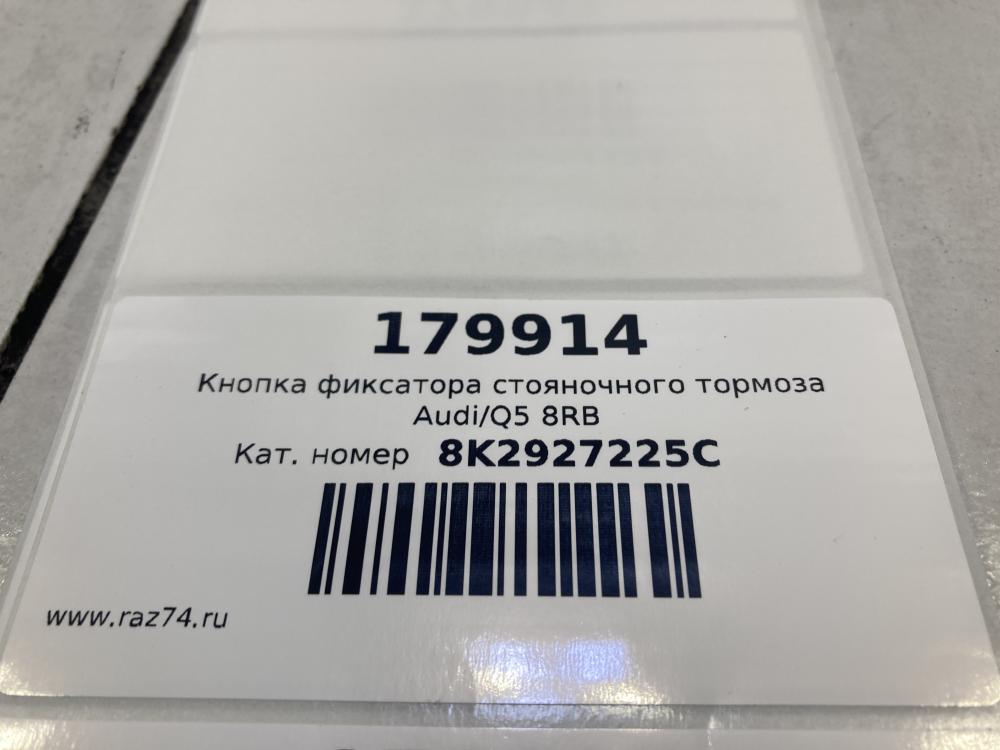 179914
Кнопка фиксатора стояночного тормоза
Audi/Q5 8RB
Кат. номер 8K2927225C
www.raz74.ru